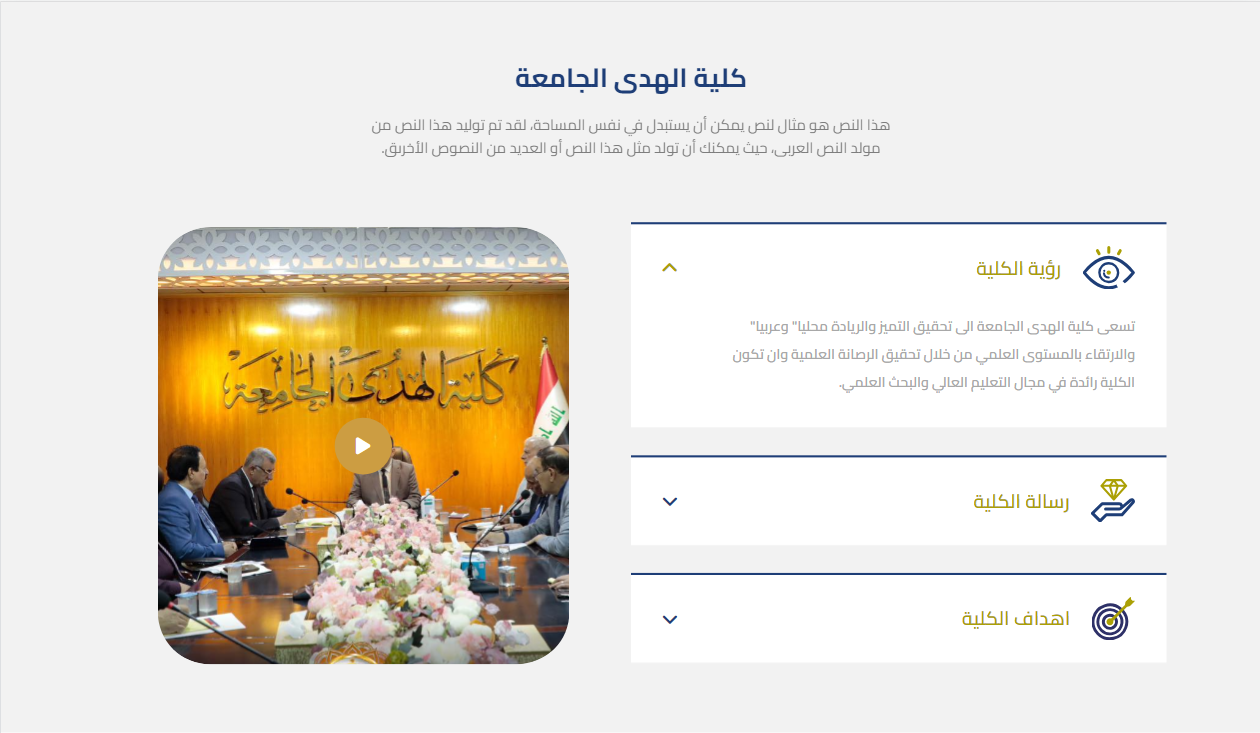 كلية الهدى الجامعة
هذا النص هو مثال لنص يمكن أن يستبدل في نفس المساحة، لقد تم توليد هذا النص من
مولد النص العربى، حيث يمكنك أن تولد مثل هذا النص أو العديد من النصوص الأخرىق.
رؤية الكلية
تسعى كلية الهدى الجامعة الى تحقيق التميز والريادة محليا" وعربيا"
والارتقاء بالمستوى العلمي من خلال تحقيق الرصانة العلمية وان تكون
الكلية رائدة في مجال التعليم العالي والبحث العلمي.
رسالة الكلية
اهداف الكلية
كلية الهدى الجامعة
الله